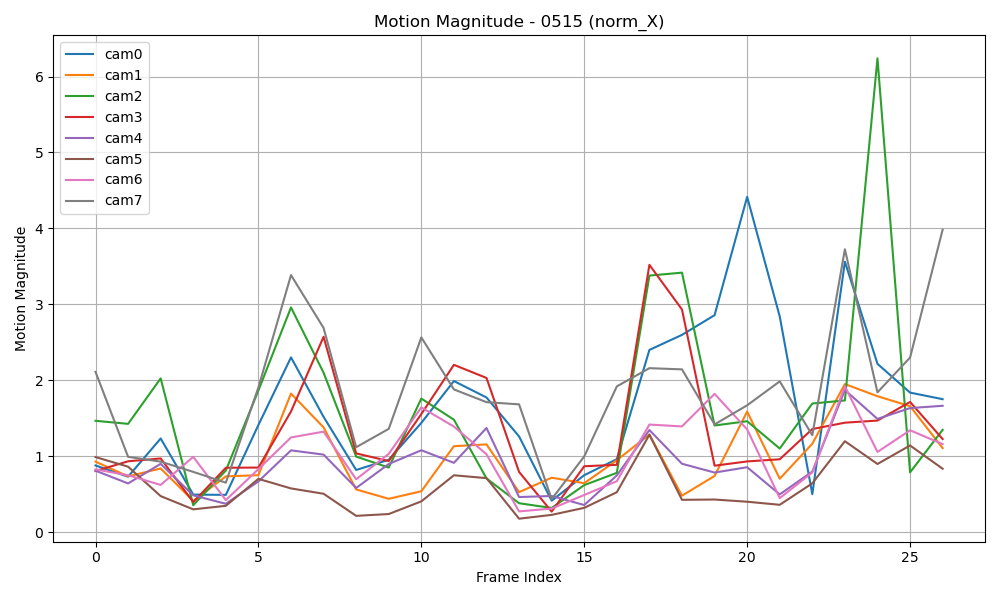 Motion Magnitude - 0515 (norm_X)
cam0
cam1
cam2
cam3
cam4
cam5
cam6
cam7
Motion Magnitude
6
5
4
3
2
1
0
0 5 10 15 20 25
Frame Index